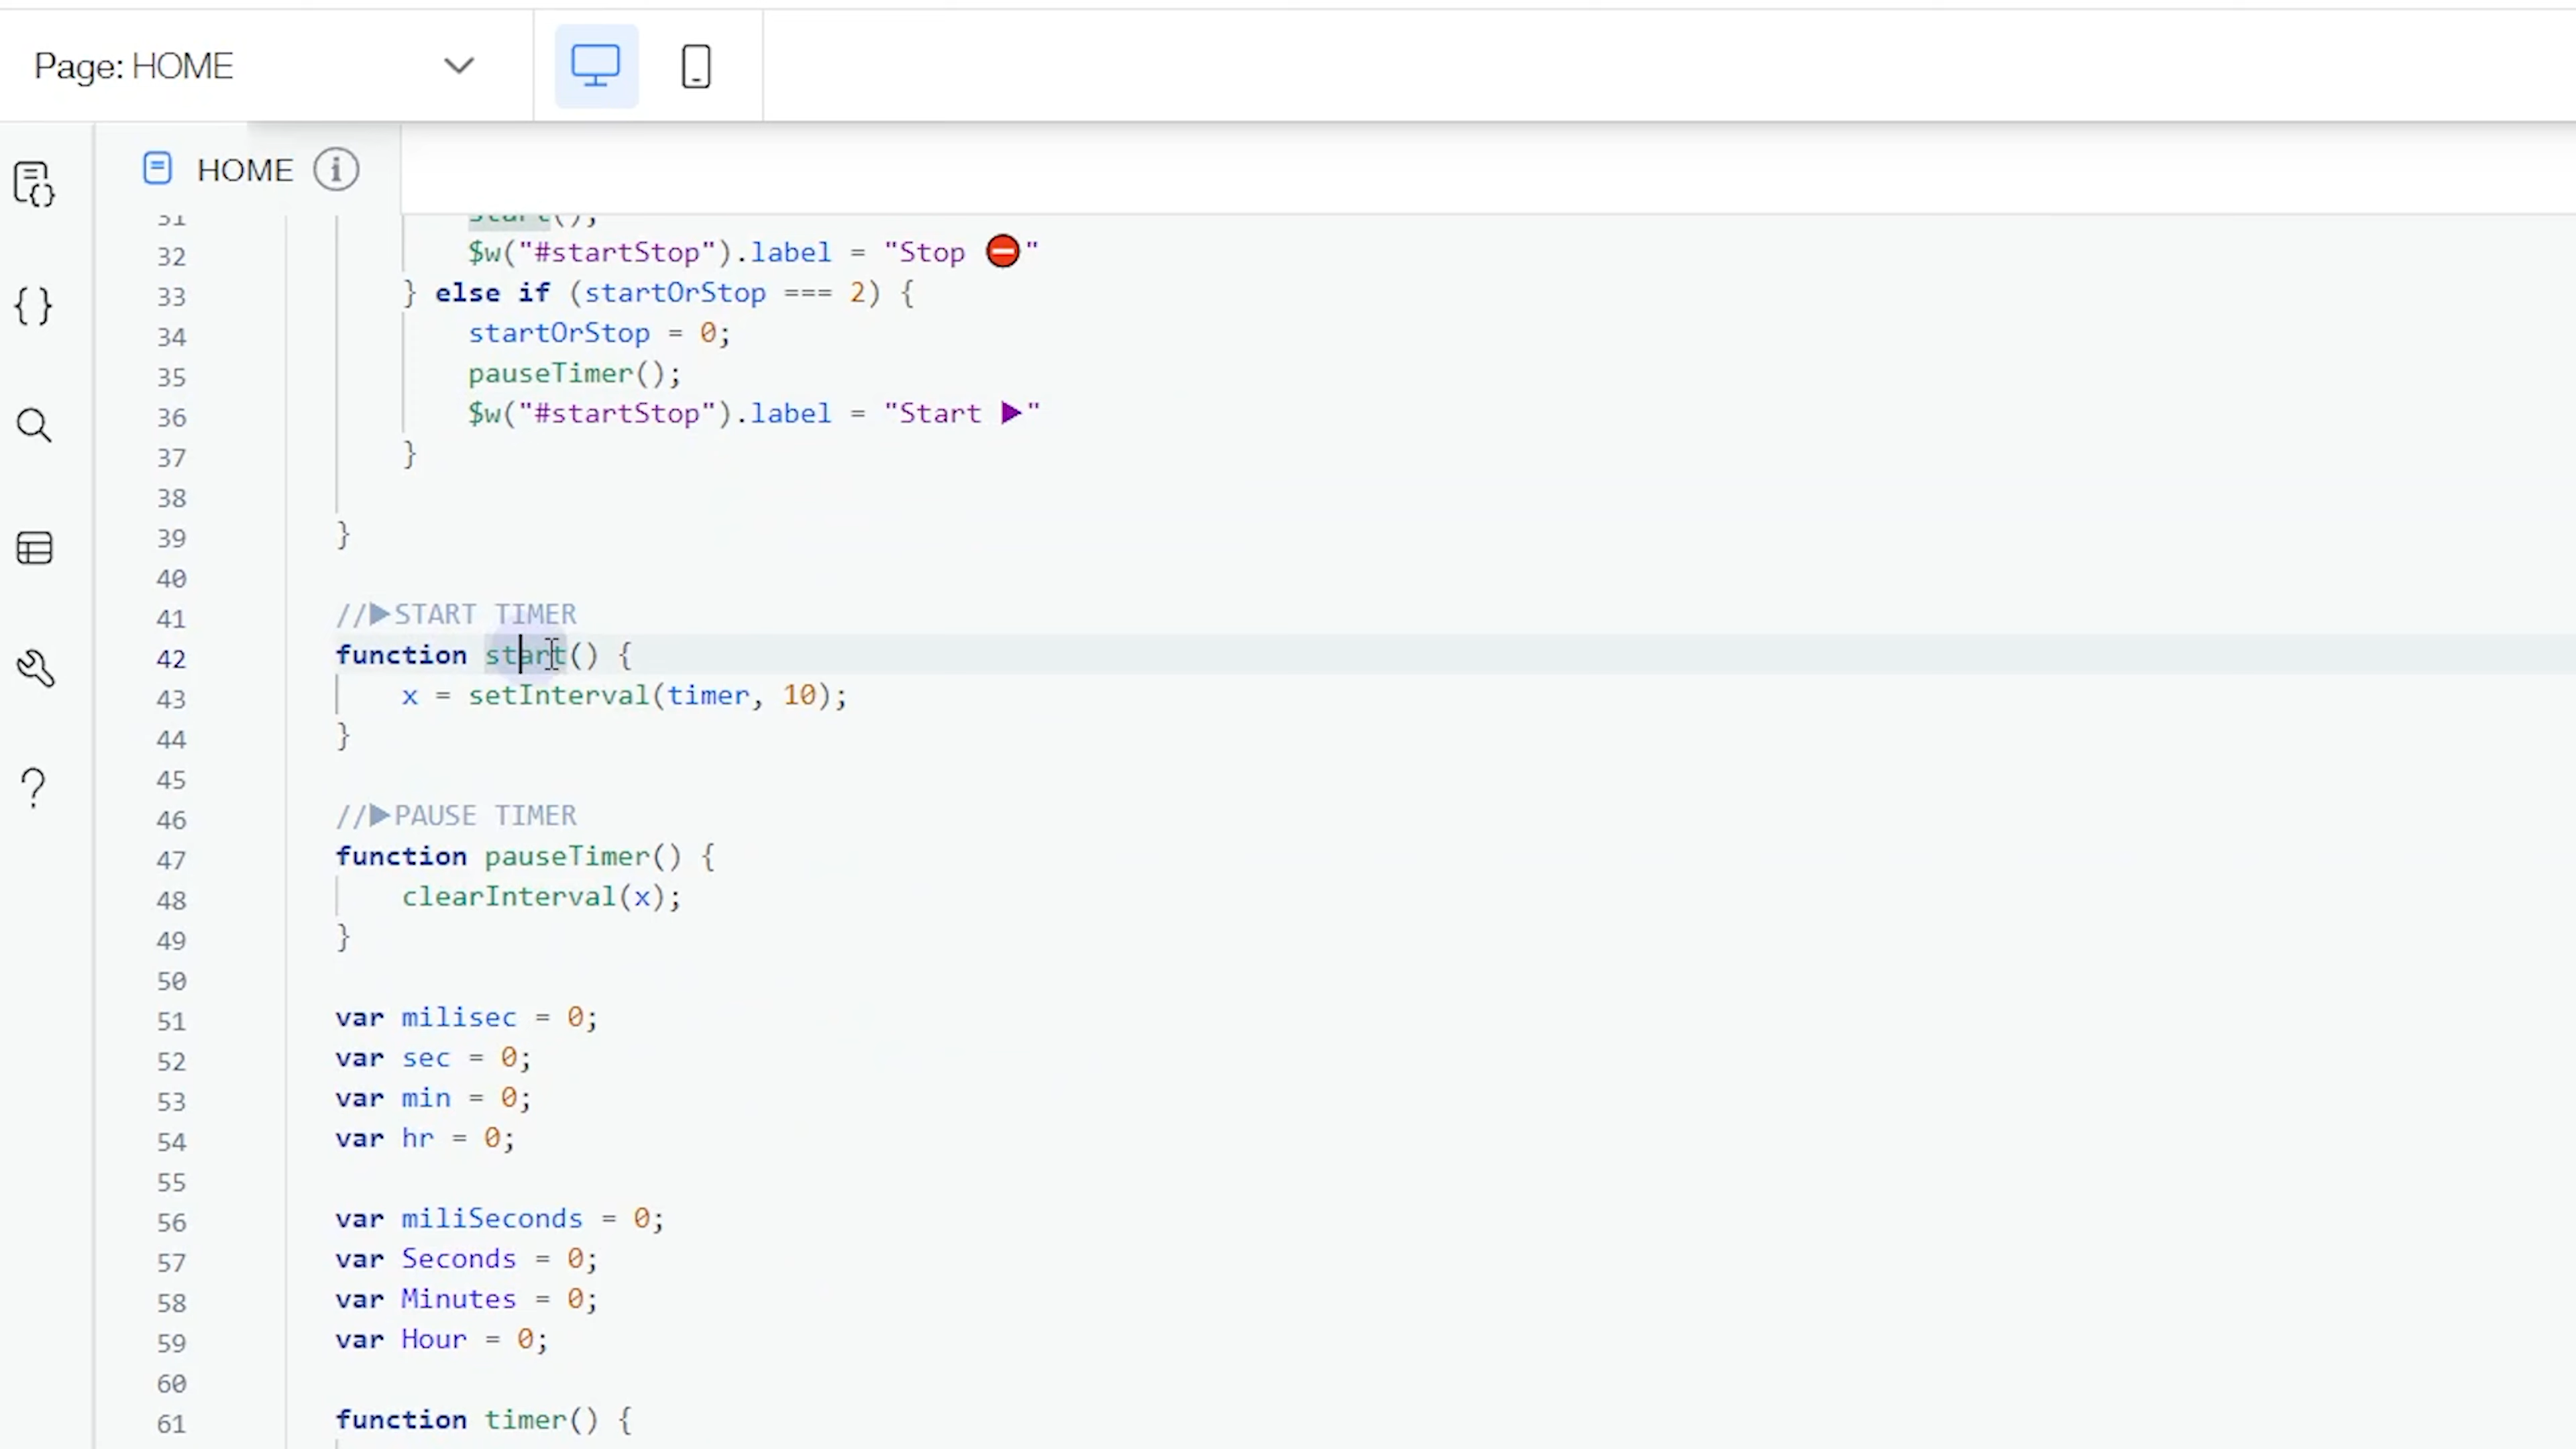 Page: HOME
HOME
31 start();
32 $w("#startStop").label = "Stop ⛔"
33 } else if (startOrStop === 2) {
34 startOrStop = 0;
35 pauseTimer();
36 $w("#startStop").label = "Start ▶"
37 }
38
39 }
40
41 //▶START TIMER
42 function start() {
43 x = setInterval(timer, 10);
44 }
45
46 //▶PAUSE TIMER
47 function pauseTimer() {
48 clearInterval(x);
49 }
50
51 var milisec = 0;
52 var sec = 0;
53 var min = 0;
54 var hr = 0;
55
56 var miliSeconds = 0;
57 var Seconds = 0;
58 var Minutes = 0;
59 var Hour = 0;
60
61 function timer() {